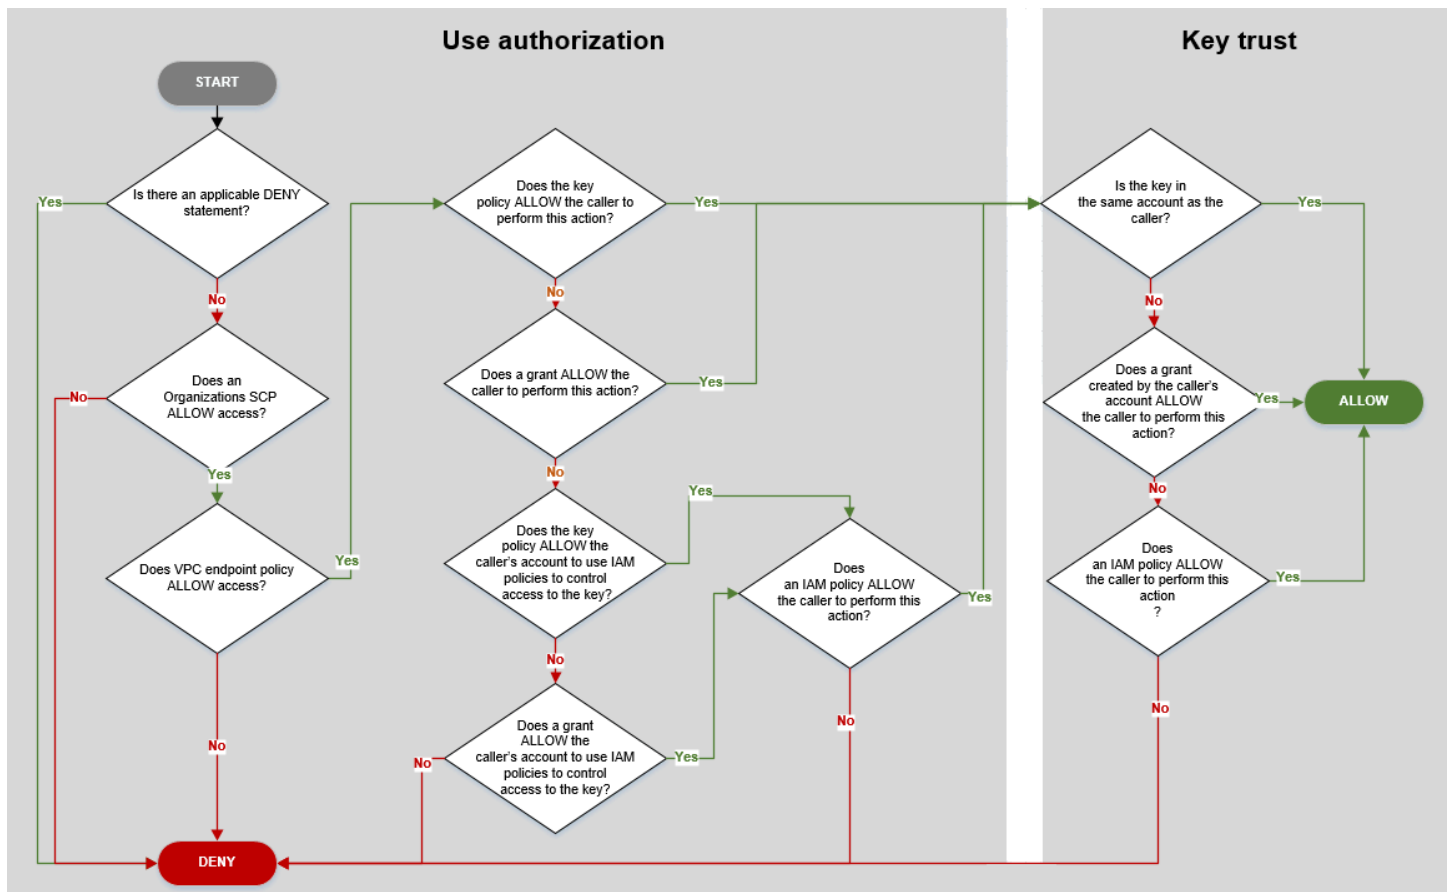 Use authorization
Key trust
START
Is there an applicable DENY
statement?
Yes
No
Does an
Organizations SCP
ALLOW access?
No
Yes
Does VPC endpoint policy
ALLOW access?
Yes
No
DENY
Does the key
policy ALLOW the caller to
perform this action?
Yes
No
Does a grant ALLOW the
caller to perform this action?
Yes
No
Does the key
policy ALLOW the
caller's account to use IAM
policies to control
access to the key?
Yes
No
Does a grant
ALLOW the
caller's account to use IAM
policies to control
access to the key?
No
Yes
Does
an IAM policy ALLOW
the caller to perform this
action?
Yes
No
Is the key in
the same account as the
caller?
Yes
No
Does a grant
created by the caller's
account ALLOW
the caller to perform this
action?
Yes
ALLOW
No
Does
an IAM policy ALLOW
the caller to perform this
action
?
Yes
No